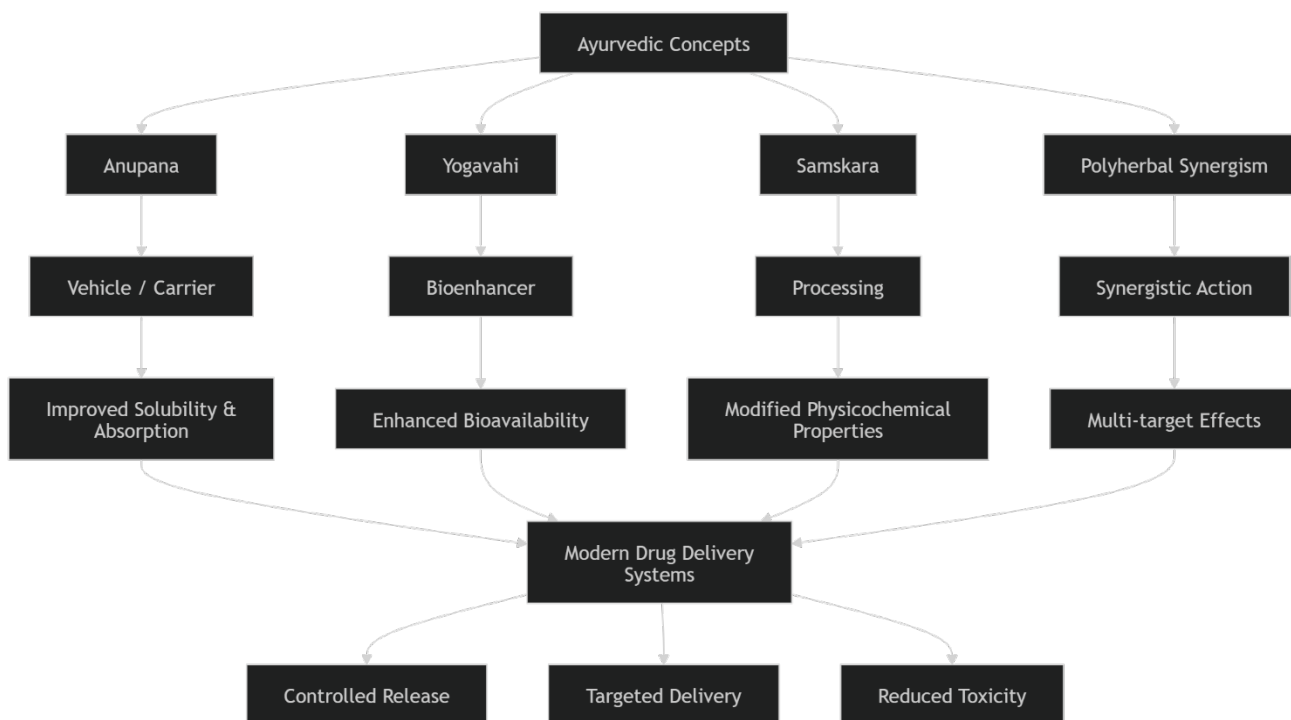 Ayurvedic Concepts
Anupana
Yogavahi
Samskara
Polyherbal Synergism
Vehicle / Carrier
Bioenhancer
Processing
Synergistic Action
Improved Solubility &
Absorption
Enhanced Bioavailability
Modified Physicochemical
Properties
Multi-target Effects
Modern Drug Delivery
Systems
Controlled Release
Targeted Delivery
Reduced Toxicity